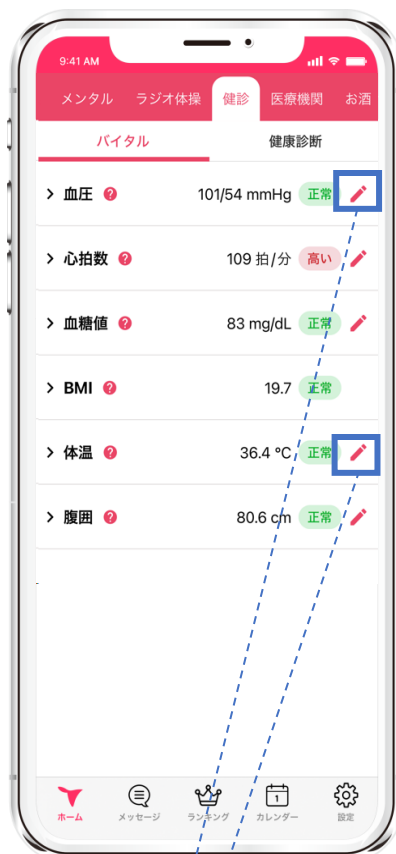 9:41 AM
メンタル ラジオ体操 健診 医療機関 お酒
バイタル 健康診断
血圧 ? 101/54 mmHg 正常
心拍数 ? 109 拍/分 高い
血糖値 ? 83 mg/dL 正常
BMI ? 19.7 正常
体温 ? 36.4 °C 正常
腹囲 ? 80.6 cm 正常
1
ホーム メッセージ ランキング カレンダー 設定